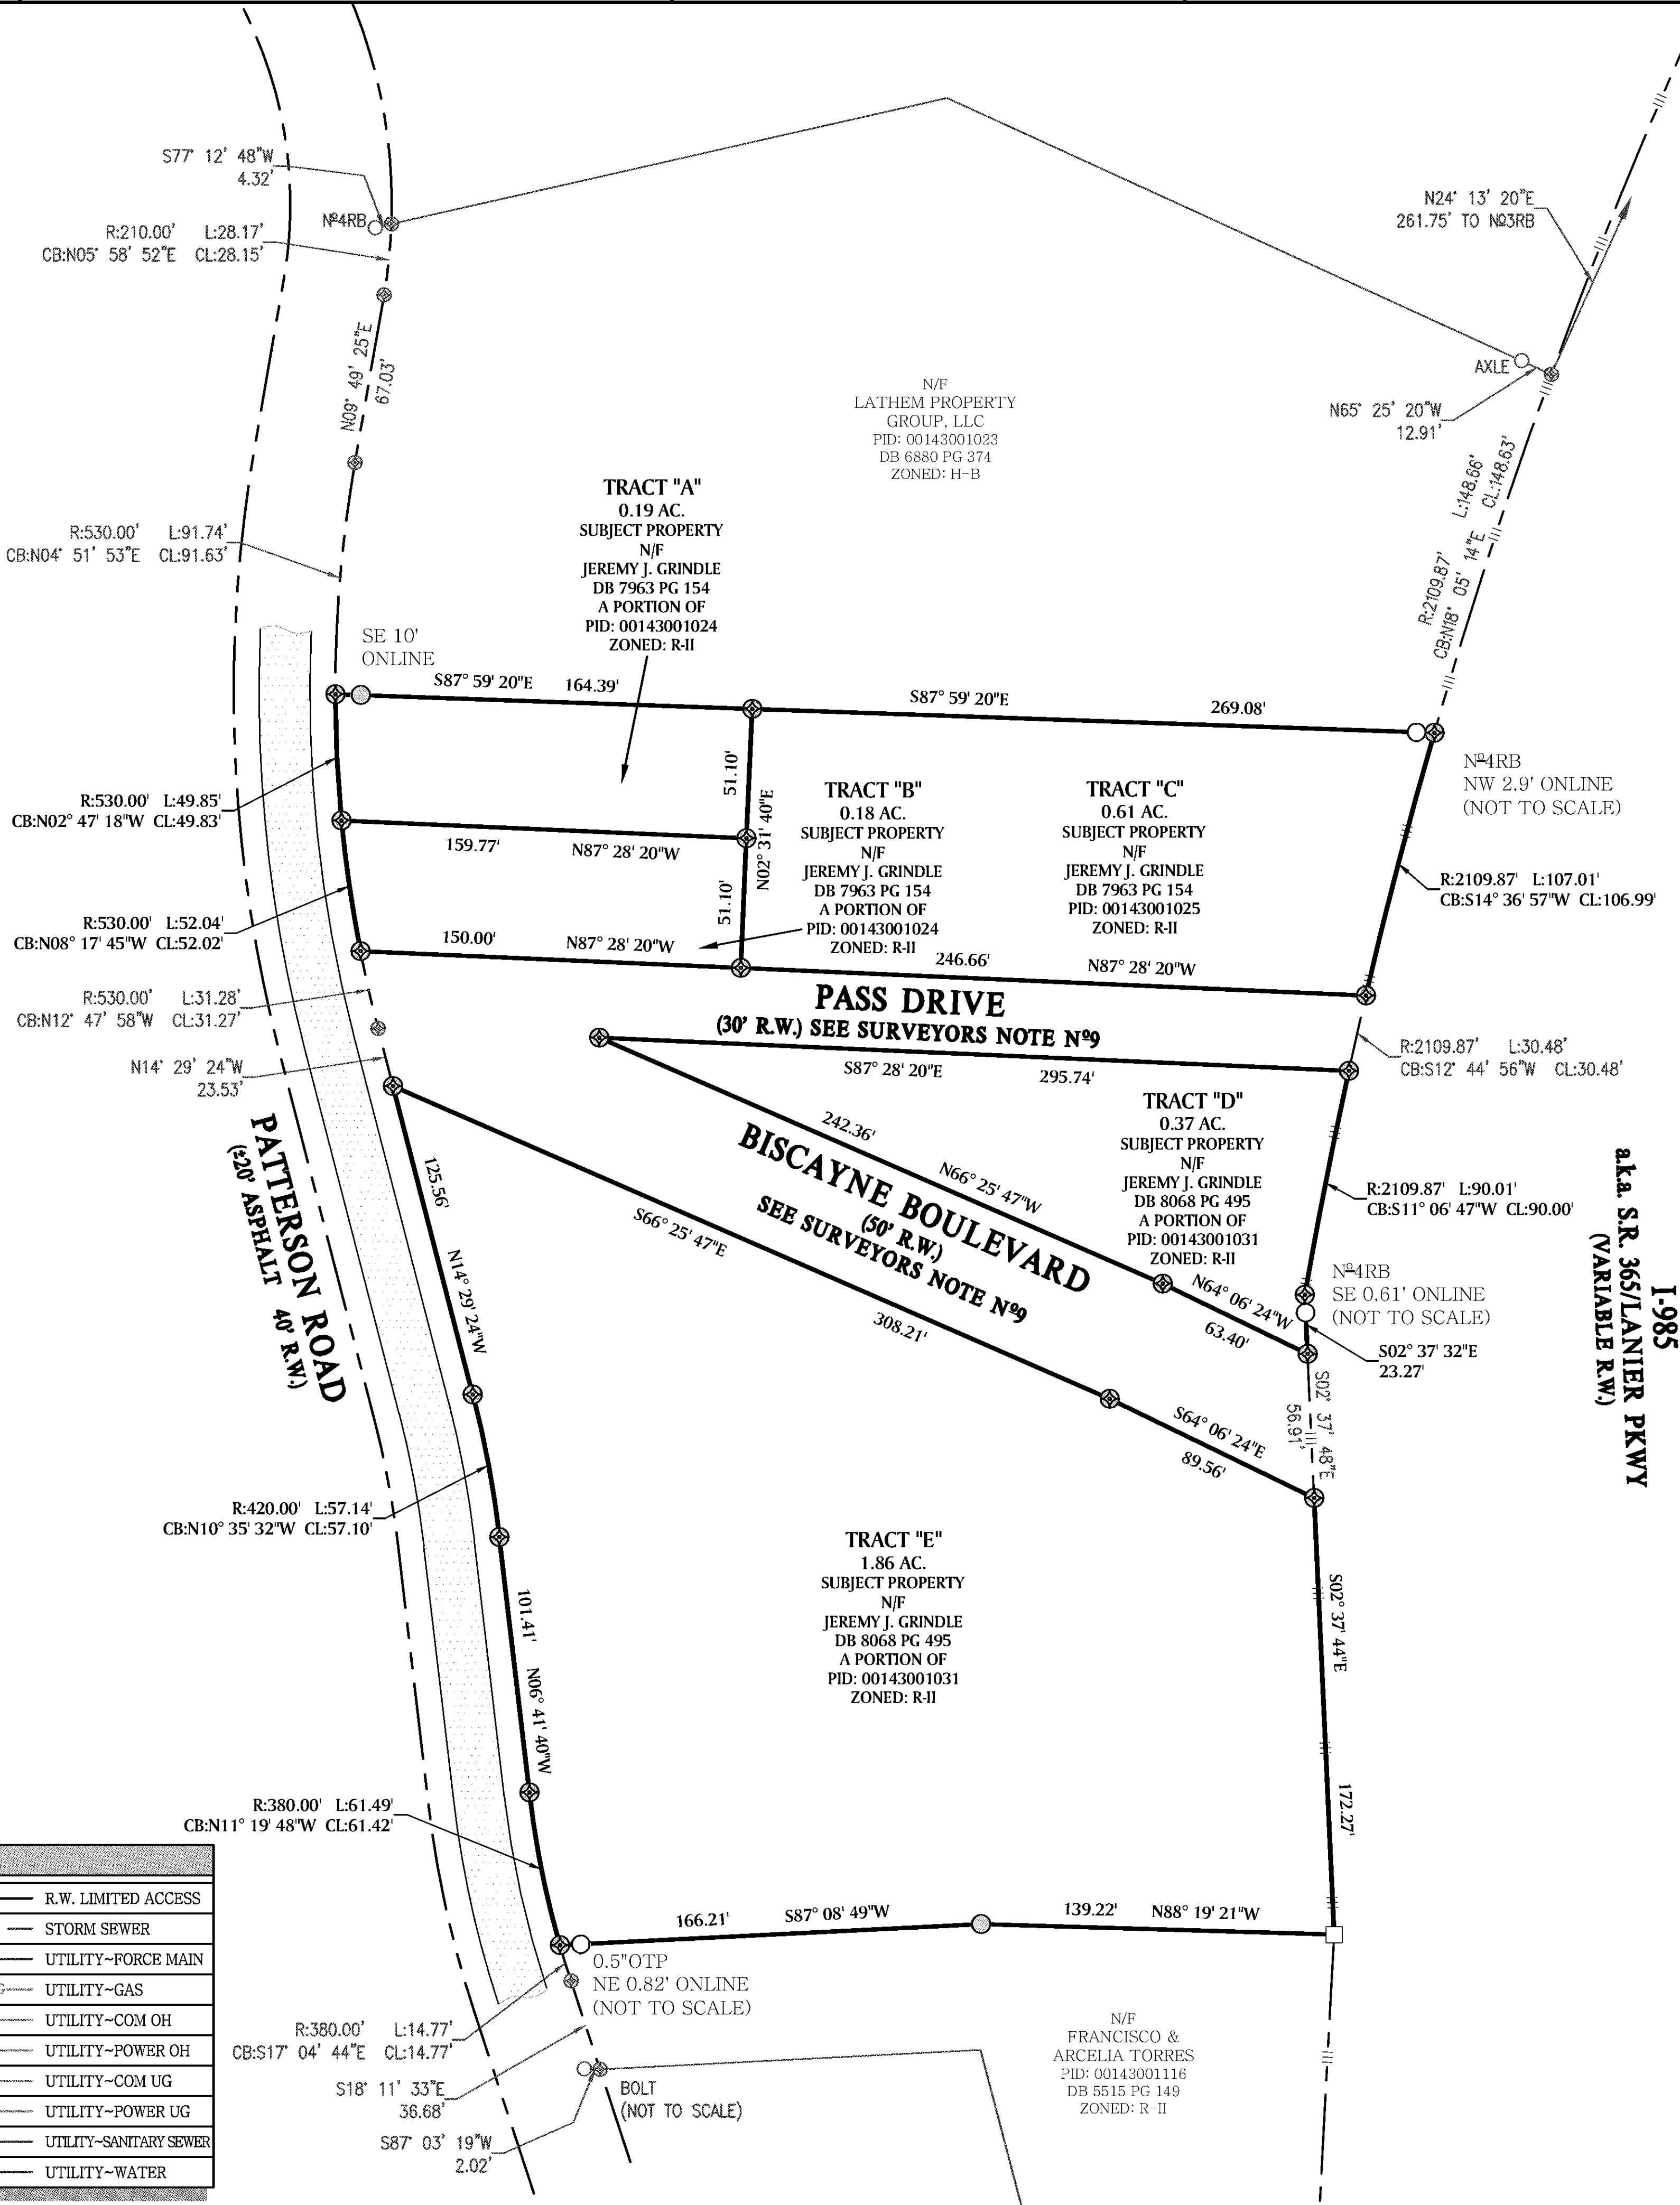 S77° 12' 48"W
4.32'
Nº4RB
R:210.00' L:28.17'
CB:N05° 58' 52"E CL:28.15'
N09° 49' 25"E
67.03'
N24° 13' 20"E
261.75' TO Nº3RB
AXLE
N65° 25' 20"W
12.91'
N/F
LATHEM PROPERTY
GROUP, LLC
PID: 00143001023
DB 6880 PG 374
ZONED: H-B
R:2109.87' L:148.66'
CB:N18° 05' 14"E CL:148.63'
R:530.00' L:91.74'
CB:N04° 51' 53"E CL:91.63'
TRACT "A"
0.19 AC.
SUBJECT PROPERTY
N/F
JEREMY J. GRINDLE
DB 7963 PG 154
A PORTION OF
PID: 00143001024
ZONED: R-II
SE 10'
ONLINE
S87° 59' 20"E 164.39'
S87° 59' 20"E 269.08'
Nº4RB
NW 2.9' ONLINE
(NOT TO SCALE)
R:530.00' L:49.85'
CB:N02° 47' 18"W CL:49.83'
51.10'
159.77' N87° 28' 20"W
N02° 31' 40"E
51.10'
TRACT "B"
0.18 AC.
SUBJECT PROPERTY
N/F
JEREMY J. GRINDLE
DB 7963 PG 154
A PORTION OF
PID: 00143001024
ZONED: R-II
TRACT "C"
0.61 AC.
SUBJECT PROPERTY
N/F
JEREMY J. GRINDLE
DB 7963 PG 154
PID: 00143001025
ZONED: R-II
R:2109.87' L:107.01'
CB:S14° 36' 57"W CL:106.99'
R:530.00' L:52.04'
CB:N08° 17' 45"W CL:52.02'
150.00' N87° 28' 20"W
246.66' N87° 28' 20"W
R:530.00' L:31.28'
CB:N12° 47' 58"W CL:31.27'
N14° 29' 24"W
23.53'
PASS DRIVE
(30' R.W.) SEE SURVEYORS NOTE Nº9
S87° 28' 20"E 295.74'
R:2109.87' L:30.48'
CB:S12° 44' 56"W CL:30.48'
TRACT "D"
0.37 AC.
SUBJECT PROPERTY
N/F
JEREMY J. GRINDLE
DB 8068 PG 495
A PORTION OF
PID: 00143001031
ZONED: R-II
242.36'
N66° 25' 47"W
BISCAYNE BOULEVARD
(50' R.W.)
SEE SURVEYORS NOTE Nº9
R:2109.87' L:90.01'
CB:S11° 06' 47"W CL:90.00'
I-985
a.k.a. S.R. 365/LANIER PKWY
(VARIABLE R.W.)
PATTERSON ROAD
(±20' ASPHALT 40' R.W.)
125.56'
N14° 29' 24"W
S66° 25' 47"E
308.21'
N64° 06' 24"W
63.40'
Nº4RB
SE 0.61' ONLINE
(NOT TO SCALE)
S02° 37' 32"E
23.27'
S02° 37' 48"E
56.91'
S64° 06' 24"E
89.56'
R:420.00' L:57.14'
CB:N10° 35' 32"W CL:57.10'
TRACT "E"
1.86 AC.
SUBJECT PROPERTY
N/F
JEREMY J. GRINDLE
DB 8068 PG 495
A PORTION OF
PID: 00143001031
ZONED: R-II
S02° 37' 44"E
172.27'
101.41' N06° 41' 40"W
R:380.00' L:61.49'
CB:N11° 19' 48"W CL:61.42'
166.21' S87° 08' 49"W
139.22' N88° 19' 21"W
0.5"OTP
NE 0.82' ONLINE
(NOT TO SCALE)
R:380.00' L:14.77'
CB:S17° 04' 44"E CL:14.77'
S18° 11' 33"E
36.68'
BOLT
(NOT TO SCALE)
S87° 03' 19"W
2.02'
N/F
FRANCISCO &
ARCELIA TORRES
PID: 00143001116
DB 5515 PG 149
ZONED: R-II
R.W. LIMITED ACCESS
STORM SEWER
UTILITY~FORCE MAIN
UTILITY~GAS
UTILITY~COM OH
UTILITY~POWER OH
UTILITY~COM UG
UTILITY~POWER UG
UTILITY~SANITARY SEWER
UTILITY~WATER